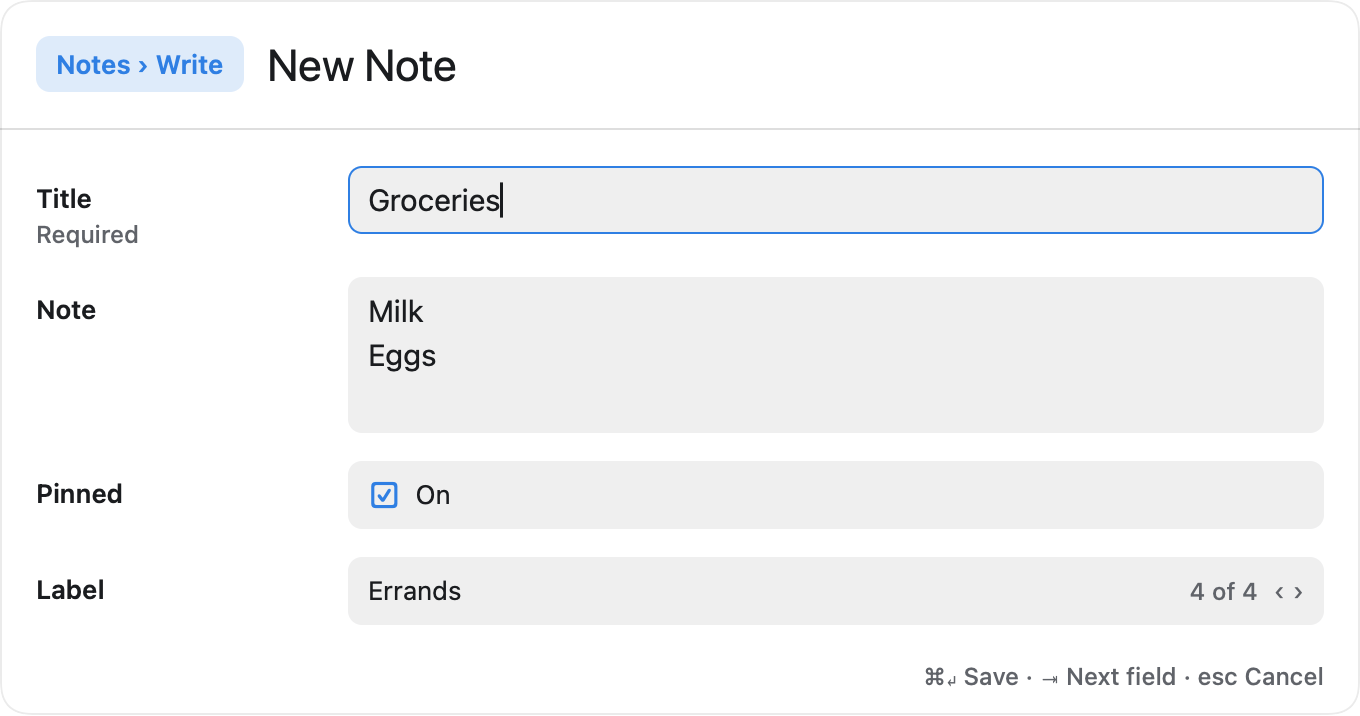 Notes › Write New Note
Title
Required
Groceries
Note
Milk
Eggs
Pinned
On
Label
Errands 4 of 4 ‹ ›
⌘↲ Save · ⇥ Next field · esc Cancel